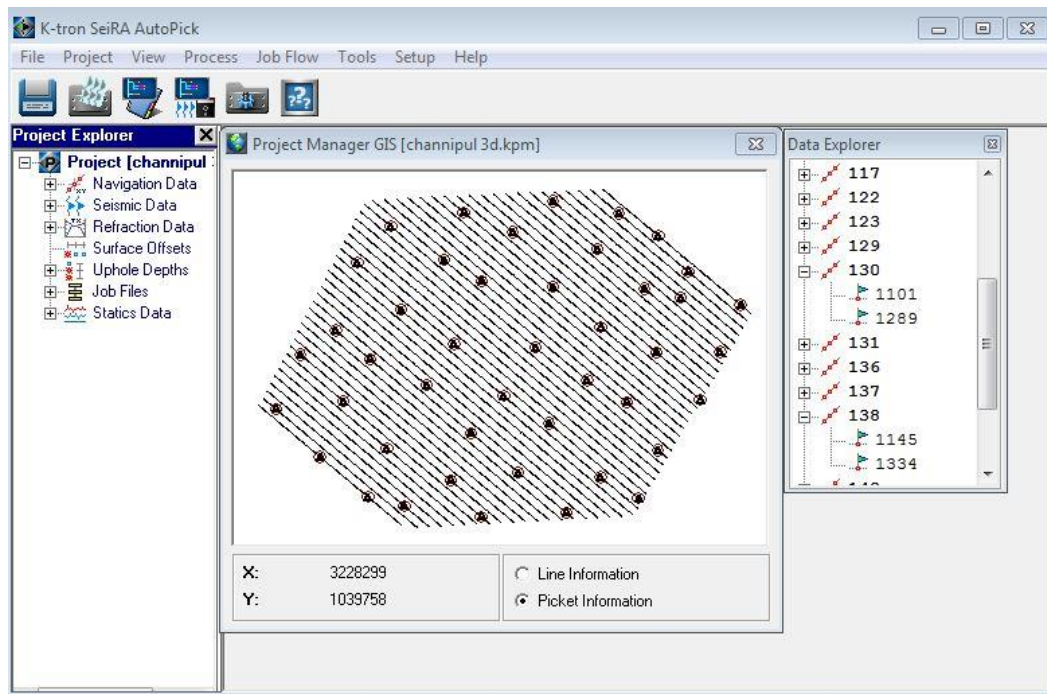 K-tron SeiRA AutoPick
File Project View Process Job Flow Tools Setup Help
Project Explorer
Project [channipul
Navigation Data
Seismic Data
Refraction Data
Surface Offsets
Uphole Depths
Job Files
Statics Data
Project Manager GIS [channipul 3d.kpm]
X: 3228299
Y: 1039758
Line Information
Picket Information
Data Explorer
117
122
123
129
130
1101
1289
131
136
137
138
1145
1334